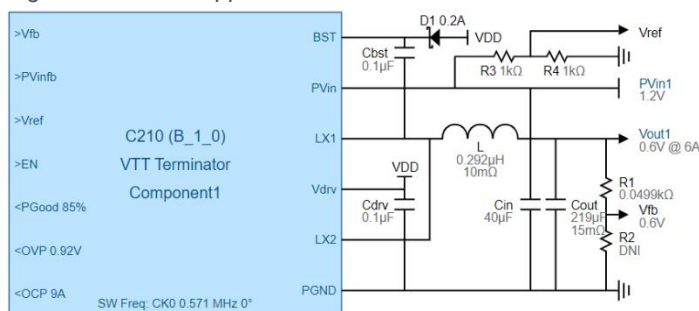 >Vfb
>PVinfb
>Vref
>EN
<PGood 85%
<OVP 0.92V
<OCP 9A
C210 (B_1_0)
VTT Terminator
Component1
SW Freq: CK0 0.571 MHz 0°
BST
PVin
LX1
Vdrv
LX2
PGND
D1 0.2A
VDD
Cbst
0.1µF
R3 1kΩ
R4 1kΩ
Vref
PVin1
1.2V
L
0.292µH
10mΩ
Vout1
0.6V @ 6A
VDD
Cdrv
0.1µF
Cin
40µF
Cout
219µF
15mΩ
R1
0.0499kΩ
Vfb
0.6V
R2
DNI